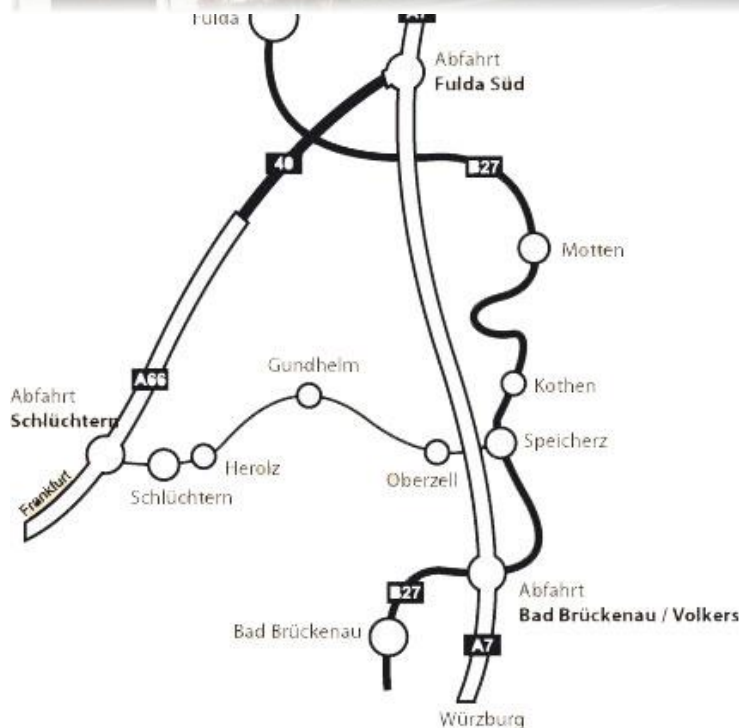 Fulda
A7
Abfahrt
Fulda Süd
40
B27
Motten
A66
Gundhelm
Abfahrt
Schlüchtern
Kothen
Speicherz
Herolz
Oberzell
Schlüchtern
Frankfurt
Abfahrt
Bad Brückenau / Volkers
B27
Bad Brückenau
A7
Würzburg